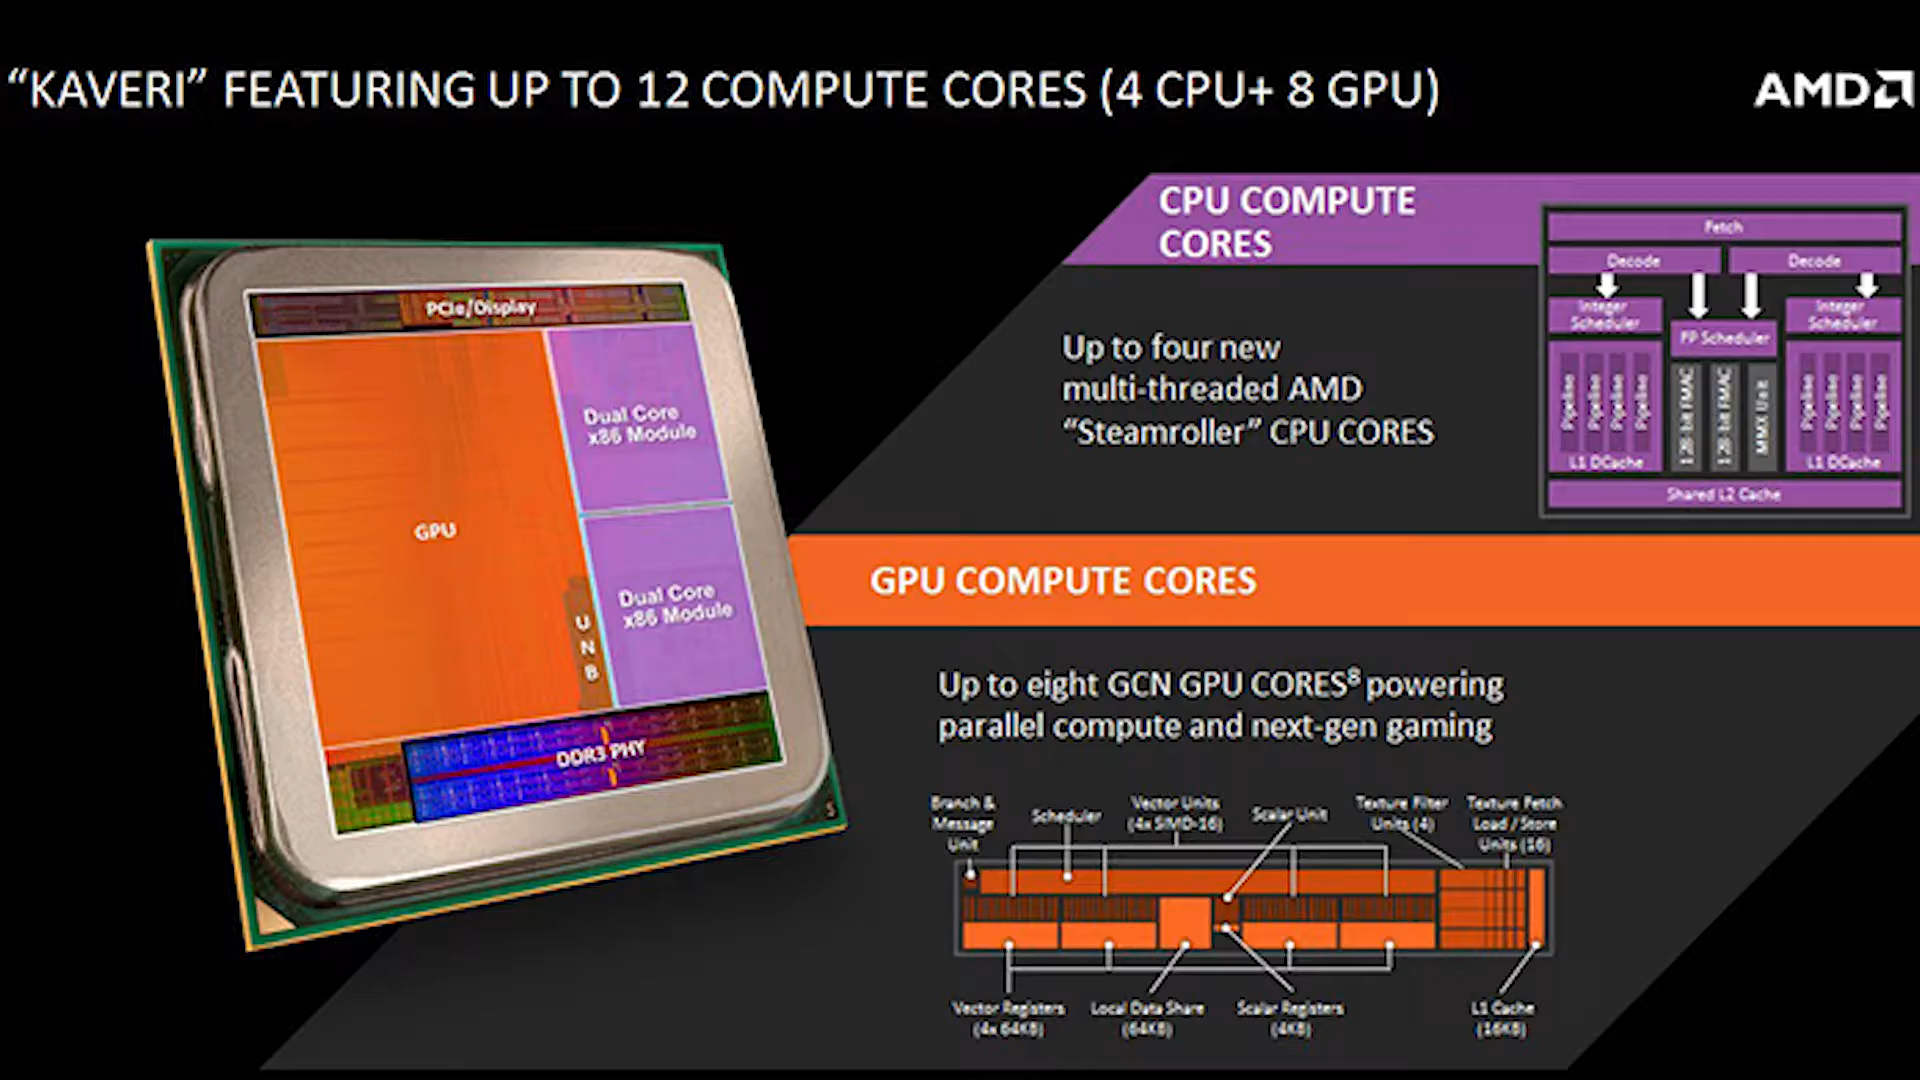 “KAVERI” FEATURING UP TO 12 COMPUTE CORES (4 CPU+ 8 GPU)
AMD
CPU COMPUTE
CORES
Up to four new
multi-threaded AMD
“Steamroller” CPU CORES
Fetch
Decode
Decode
Integer
Scheduler
FP Scheduler
Integer
Scheduler
Pipeline
Pipeline
Pipeline
Pipeline
128-bit FMAC
128-bit FMAC
MMX Unit
Pipeline
Pipeline
Pipeline
Pipeline
L1 DCache
L1 DCache
Shared L2 Cache
PCIe/Display
GPU
Dual Core
x86 Module
Dual Core
x86 Module
UNB
DDR3 PHY
GPU COMPUTE CORES
Up to eight GCN GPU CORES⁸ powering
parallel compute and next-gen gaming
Branch &
Message
Unit
Scheduler
Vector Units
(4x SIMD-16)
Scalar Unit
Texture Filter
Units (4)
Texture Fetch
Load / Store
Units (16)
Vector Registers
(4x 64KB)
Local Data Share
(64KB)
Scalar Registers
(4KB)
L1 Cache
(16KB)